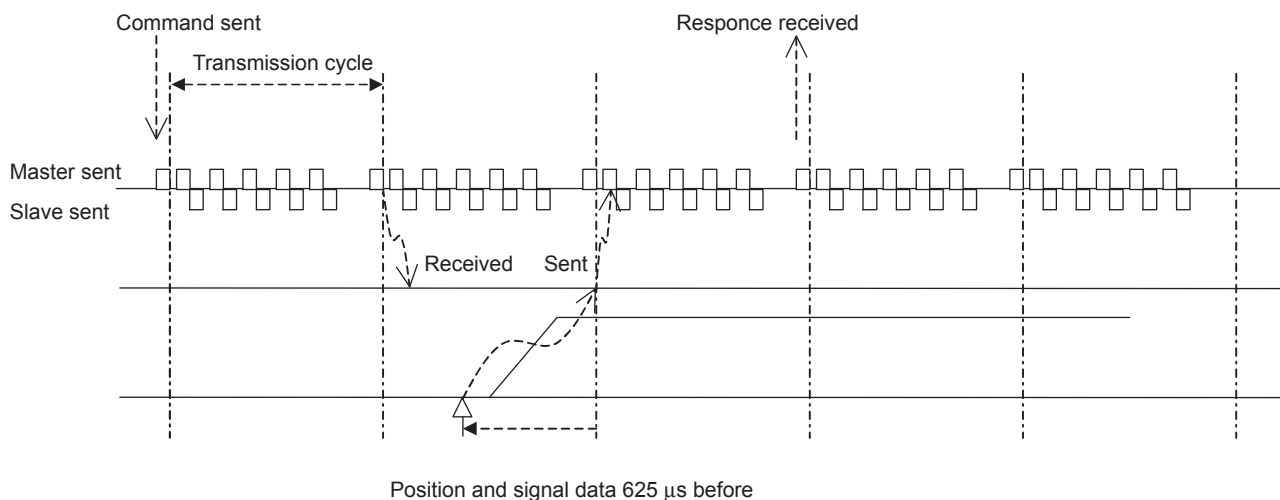 Command sent
Responce received
Transmission cycle
Master sent
Slave sent
Received Sent
Position and signal data 625 µs before